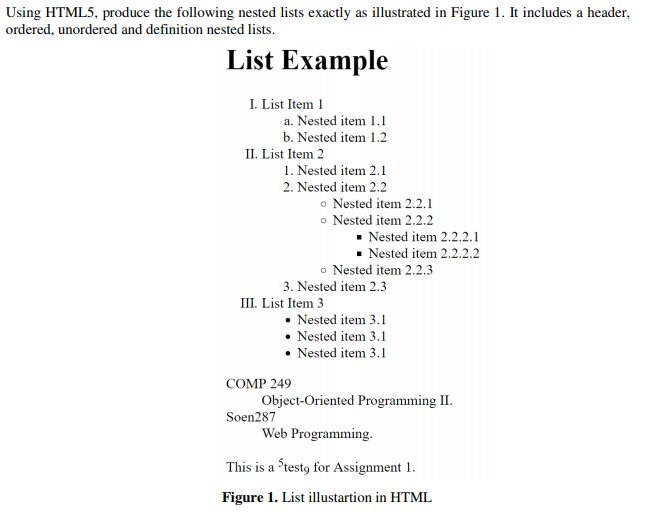 Using HTML5, produce the following nested lists exactly as illustrated in Figure 1. It includes a header,
ordered, unordered and definition nested lists.
List Example
I. List Item 1
a. Nested item 1.1
b. Nested item 1.2
II. List Item 2
1. Nested item 2.1
2. Nested item 2.2
◦ Nested item 2.2.1
◦ Nested item 2.2.2
▪ Nested item 2.2.2.1
▪ Nested item 2.2.2.2
◦ Nested item 2.2.3
3. Nested item 2.3
III. List Item 3
• Nested item 3.1
• Nested item 3.1
• Nested item 3.1
COMP 249
Object-Oriented Programming II.
Soen287
Web Programming.
This is a ⁵test₉ for Assignment 1.
Figure 1. List illustartion in HTML